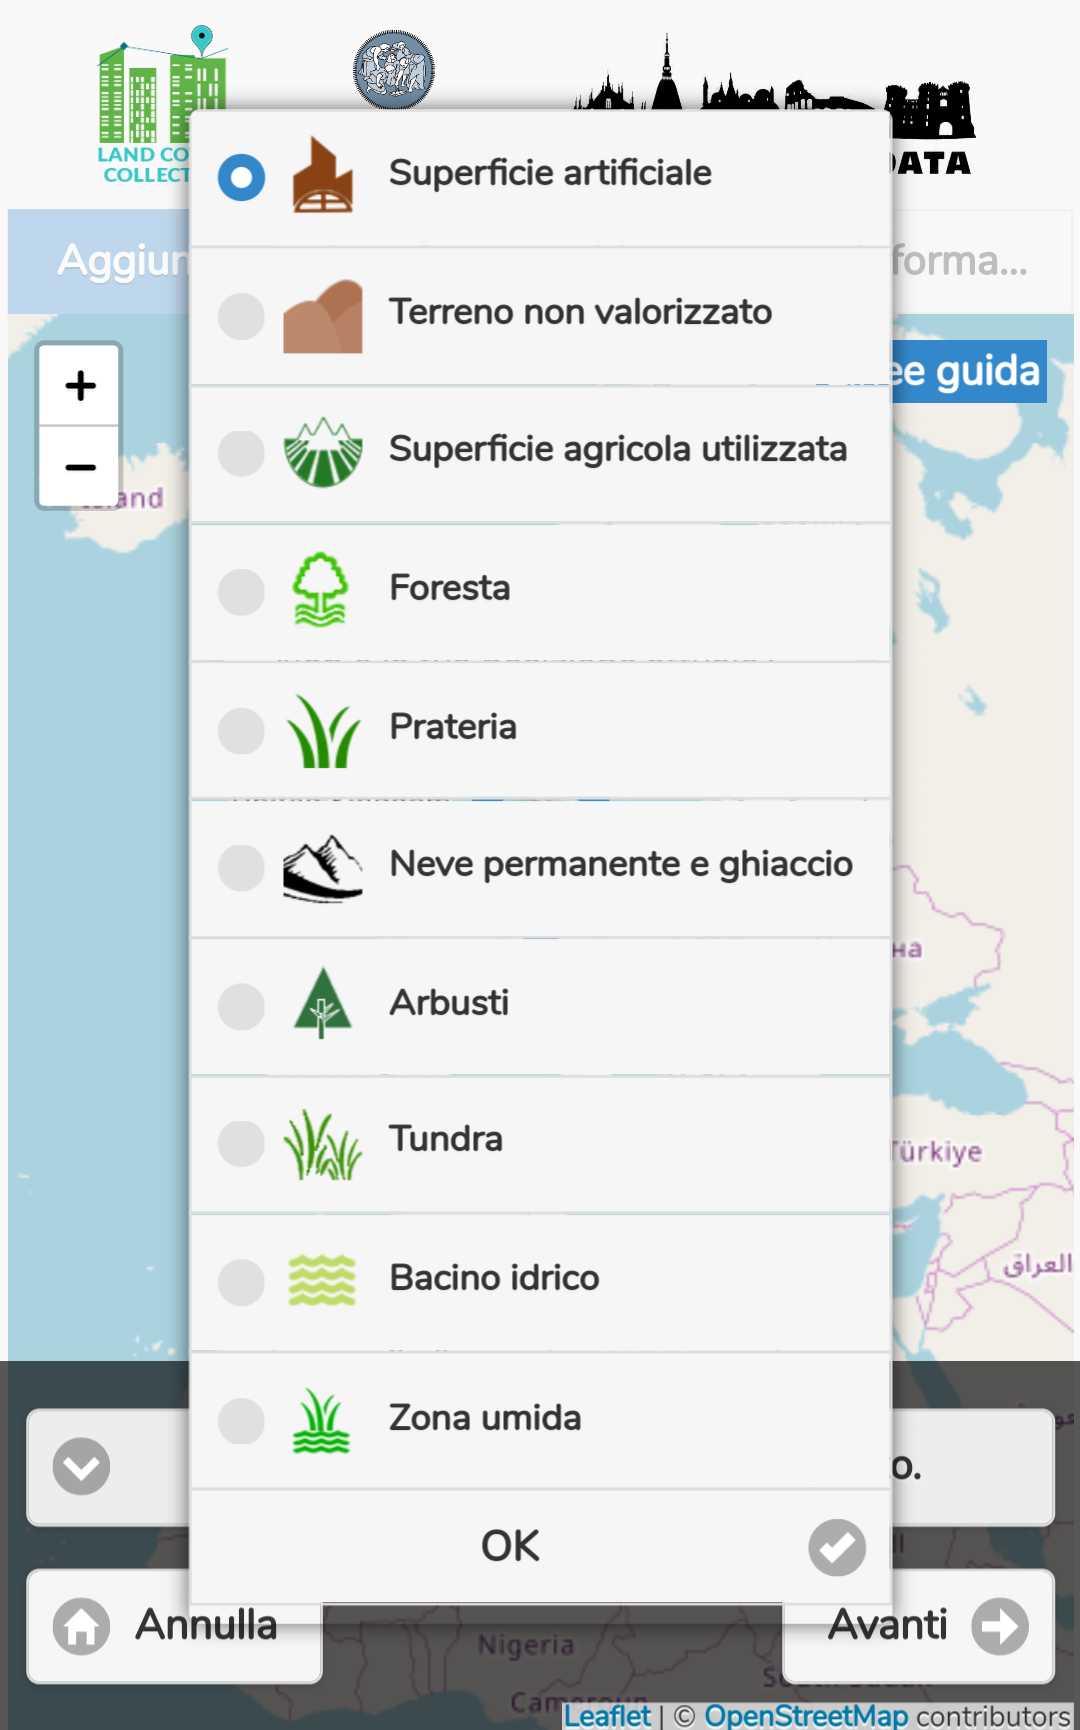 LAND CO
COLLECT
DATA
Aggiun
forma...
+
ee guida
−
and
Superficie artificiale
Terreno non valorizzato
Superficie agricola utilizzata
Foresta
Prateria
Neve permanente e ghiaccio
на
Arbusti
Tundra
Türkiye
العراق
Bacino idrico
Zona umida
o.
OK
Annulla
Avanti
Nigeria
Cameroun
Leaflet | © OpenStreetMap contributors